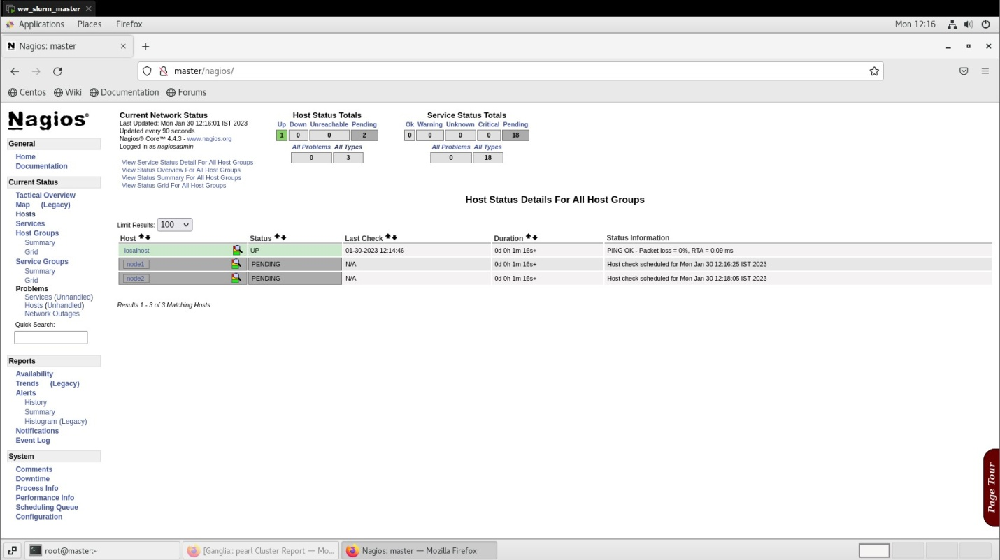 ww_slurm_master
Applications Places Firefox Mon 12:16
Nagios: master
master/nagios/
Centos Wiki Documentation Forums
Nagios®
General
Home
Documentation
Current Status
Tactical Overview
Map (Legacy)
Hosts
Services
Host Groups
Summary
Grid
Service Groups
Summary
Grid
Problems
Services (Unhandled)
Hosts (Unhandled)
Network Outages
Quick Search:
Reports
Availability
Trends (Legacy)
Alerts
History
Summary
Histogram (Legacy)
Notifications
Event Log
System
Comments
Downtime
Process Info
Performance Info
Scheduling Queue
Configuration
Current Network Status
Last Updated: Mon Jan 30 12:16:01 IST 2023
Updated every 90 seconds
Nagios® Core™ 4.4.3 - www.nagios.org
Logged in as nagiosadmin
View Service Status Detail For All Host Groups
View Status Overview For All Host Groups
View Status Summary For All Host Groups
View Status Grid For All Host Groups
Host Status Totals
Up Down Unreachable Pending
1 0 0 2
All Problems All Types
0 3
Service Status Totals
Ok Warning Unknown Critical Pending
0 0 0 0 18
All Problems All Types
0 18
Host Status Details For All Host Groups
Limit Results: 100
Host Status Last Check Duration Status Information
localhost UP 01-30-2023 12:14:46 0d 0h 1m 16s+ PING OK - Packet loss = 0%, RTA = 0.09 ms
node1 PENDING N/A 0d 0h 1m 16s+ Host check scheduled for Mon Jan 30 12:16:25 IST 2023
node2 PENDING N/A 0d 0h 1m 16s+ Host check scheduled for Mon Jan 30 12:18:05 IST 2023
Results 1 - 3 of 3 Matching Hosts
Page Tour
root@master:~ [Ganglia:: pearl Cluster Report — Mo... Nagios: master — Mozilla Firefox